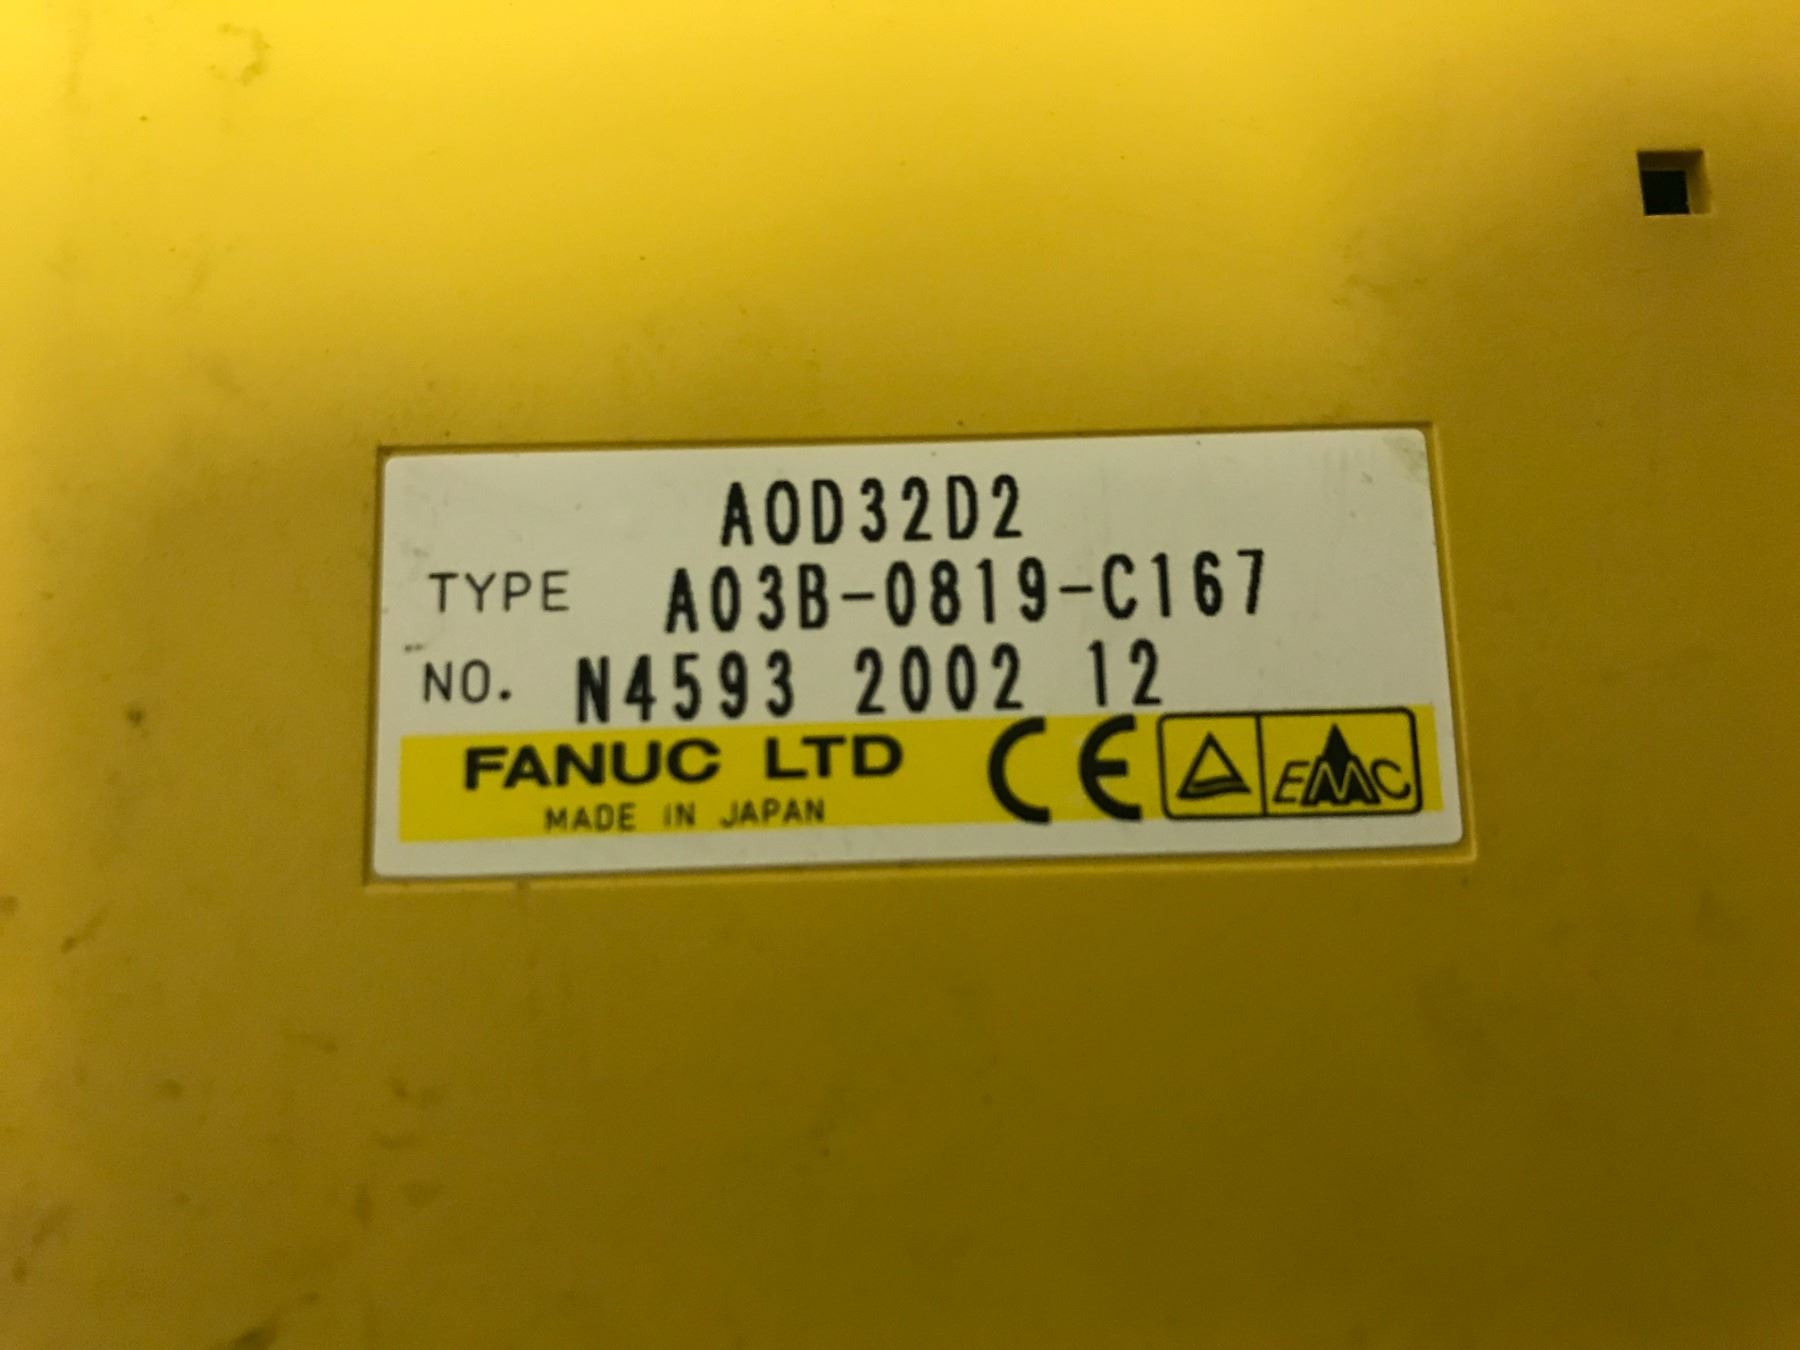 AOD32D2
TYPE A03B-0819-C167
NO. N4593 2002 12
FANUC LTD CE EMC
MADE IN JAPAN